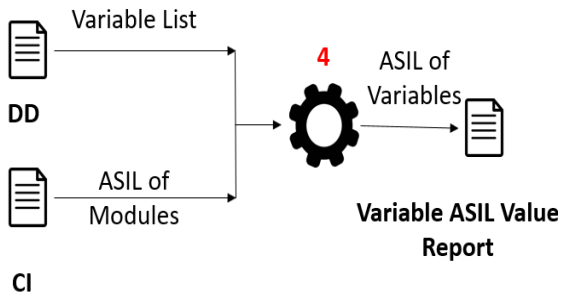 Variable List
DD
4
ASIL of
Variables
ASIL of
Modules
Variable ASIL Value
Report
CI